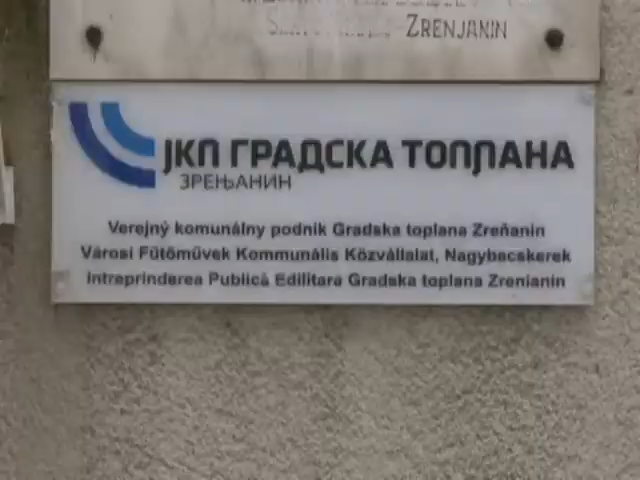 ZRENJANIN
ЈКП ГРАДСКА ТОПЛАНА
ЗРЕЊАНИН
Verejný komunálny podnik Gradska toplana Zreňanin
Városi Fűtőművek Kommunális Közvállalat, Nagybecskerek
Intreprinderea Publică Edilitara Gradska toplana Zrenianin